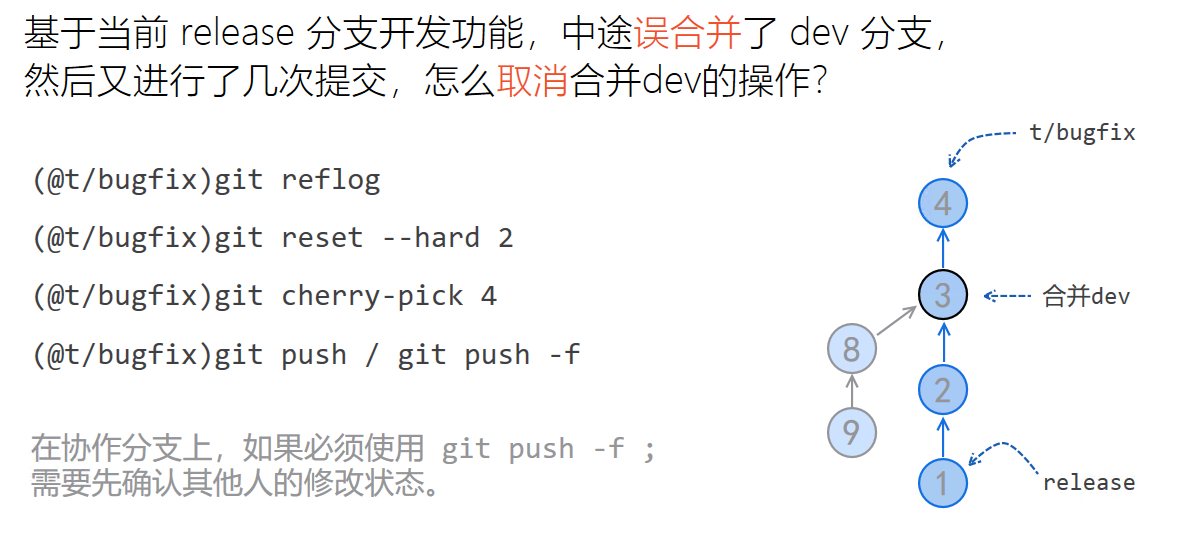 基于当前 release 分支开发功能，中途误合并了 dev 分支，
然后又进行了几次提交，怎么取消合并dev的操作？
(@t/bugfix)git reflog
(@t/bugfix)git reset --hard 2
(@t/bugfix)git cherry-pick 4
(@t/bugfix)git push / git push -f
在协作分支上，如果必须使用 git push -f ;
需要先确认其他人的修改状态。
t/bugfix
4
3
合并dev
8
2
9
1
release